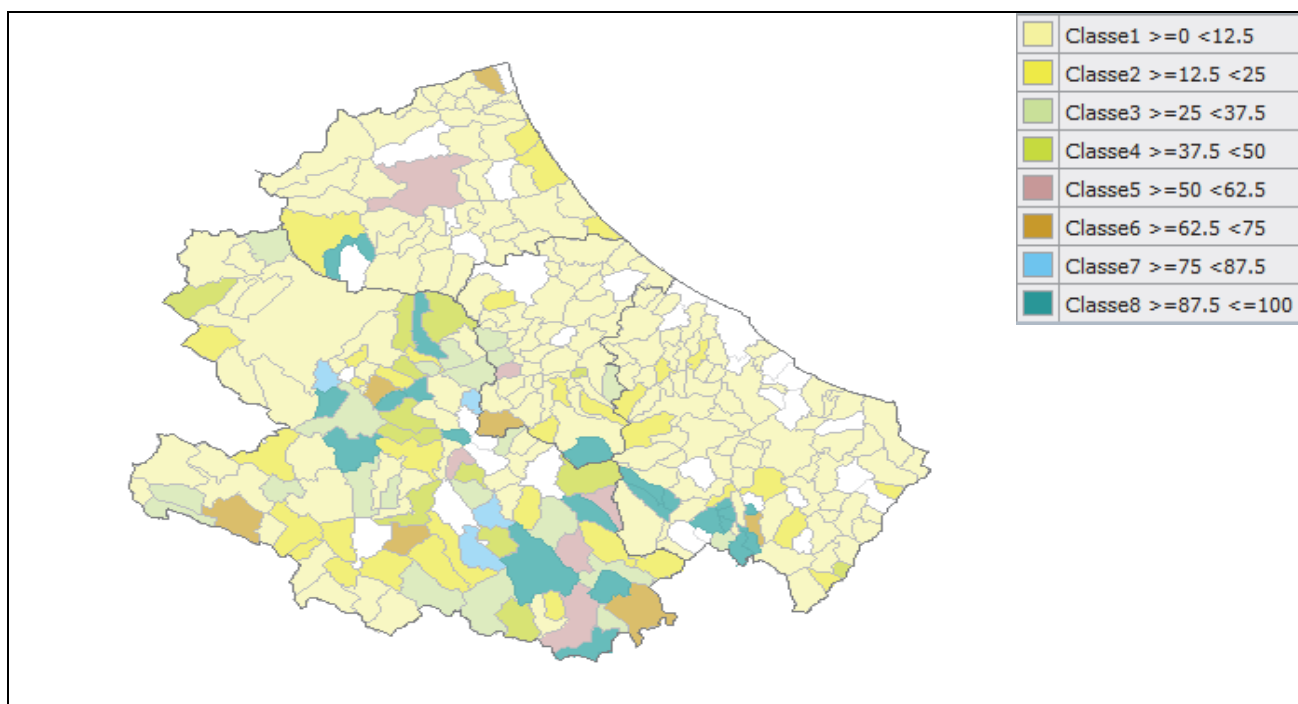 Classe1 >=0 <12.5
Classe2 >=12.5 <25
Classe3 >=25 <37.5
Classe4 >=37.5 <50
Classe5 >=50 <62.5
Classe6 >=62.5 <75
Classe7 >=75 <87.5
Classe8 >=87.5 <=100